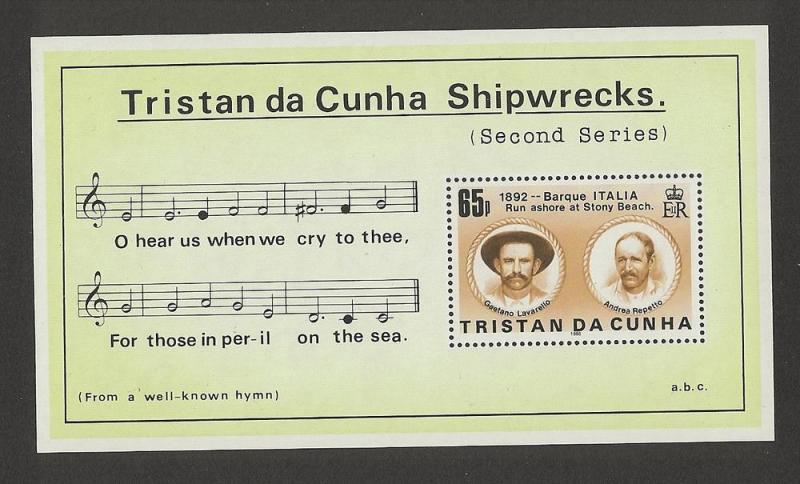 Tristan da Cunha Shipwrecks.
(Second Series)
O hear us when we cry to thee,
For those in per-il on the sea.
(From a well-known hymn)
65p
1892 -- Barque ITALIA
Run ashore at Stony Beach.
EIIR
Gaetano Lavarello
Andrea Repetto
TRISTAN DA CUNHA
a.b.c.